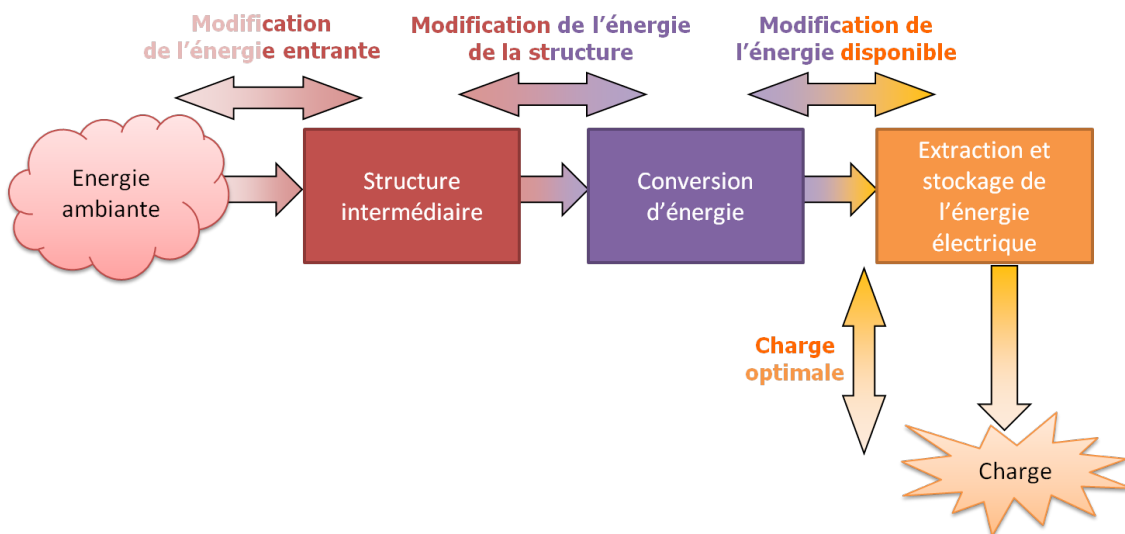 Modification
de l'énergie entrante
Modification de l'énergie
de la structure
Modification de
l'énergie disponible
Energie
ambiante
Structure
intermédiaire
Conversion
d'énergie
Extraction et
stockage de
l'énergie
électrique
Charge
optimale
Charge